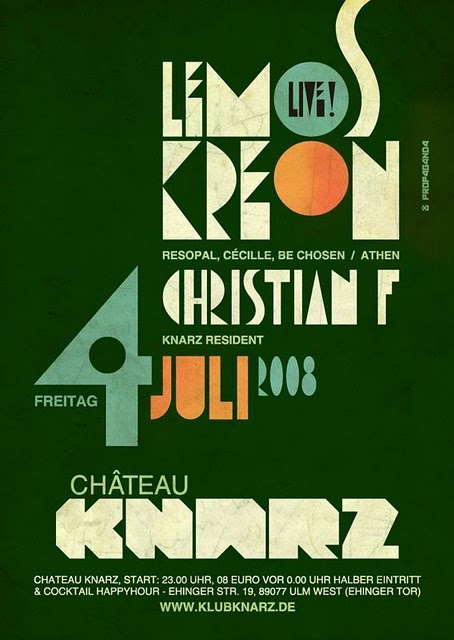 LEMOS
LIVE!
KREON
RESOPAL, CÉCILLE, BE CHOSEN / ATHEN
CHRISTIAN F
KNARZ RESIDENT
FREITAG
4 JULI 2008
CHÂTEAU
KNARZ
CHATEAU KNARZ, START: 23.00 UHR, 08 EURO VOR 0.00 UHR HALBER EINTRITT
& COCKTAIL HAPPYHOUR - EHINGER STR. 19, 89077 ULM WEST (EHINGER TOR)
WWW.KLUBKNARZ.DE
PROPAGANDA